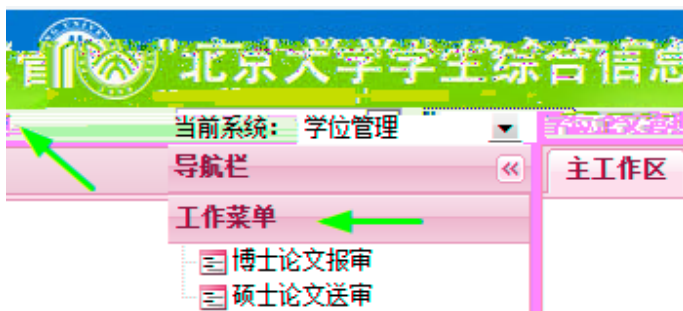 北京大学学生综合信息
当前系统： 学位管理
导航栏
主工作区
工作菜单
博士论文报审
硕士论文送审